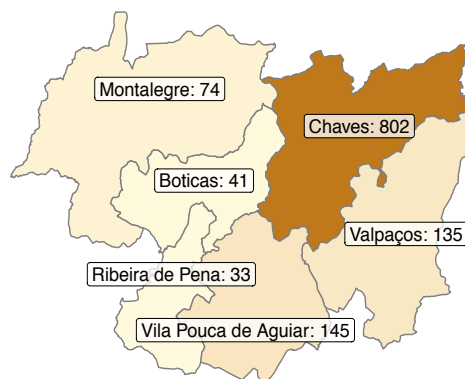 Montalegre: 74
Chaves: 802
Boticas: 41
Valpaços: 135
Ribeira de Pena: 33
Vila Pouca de Aguiar: 145